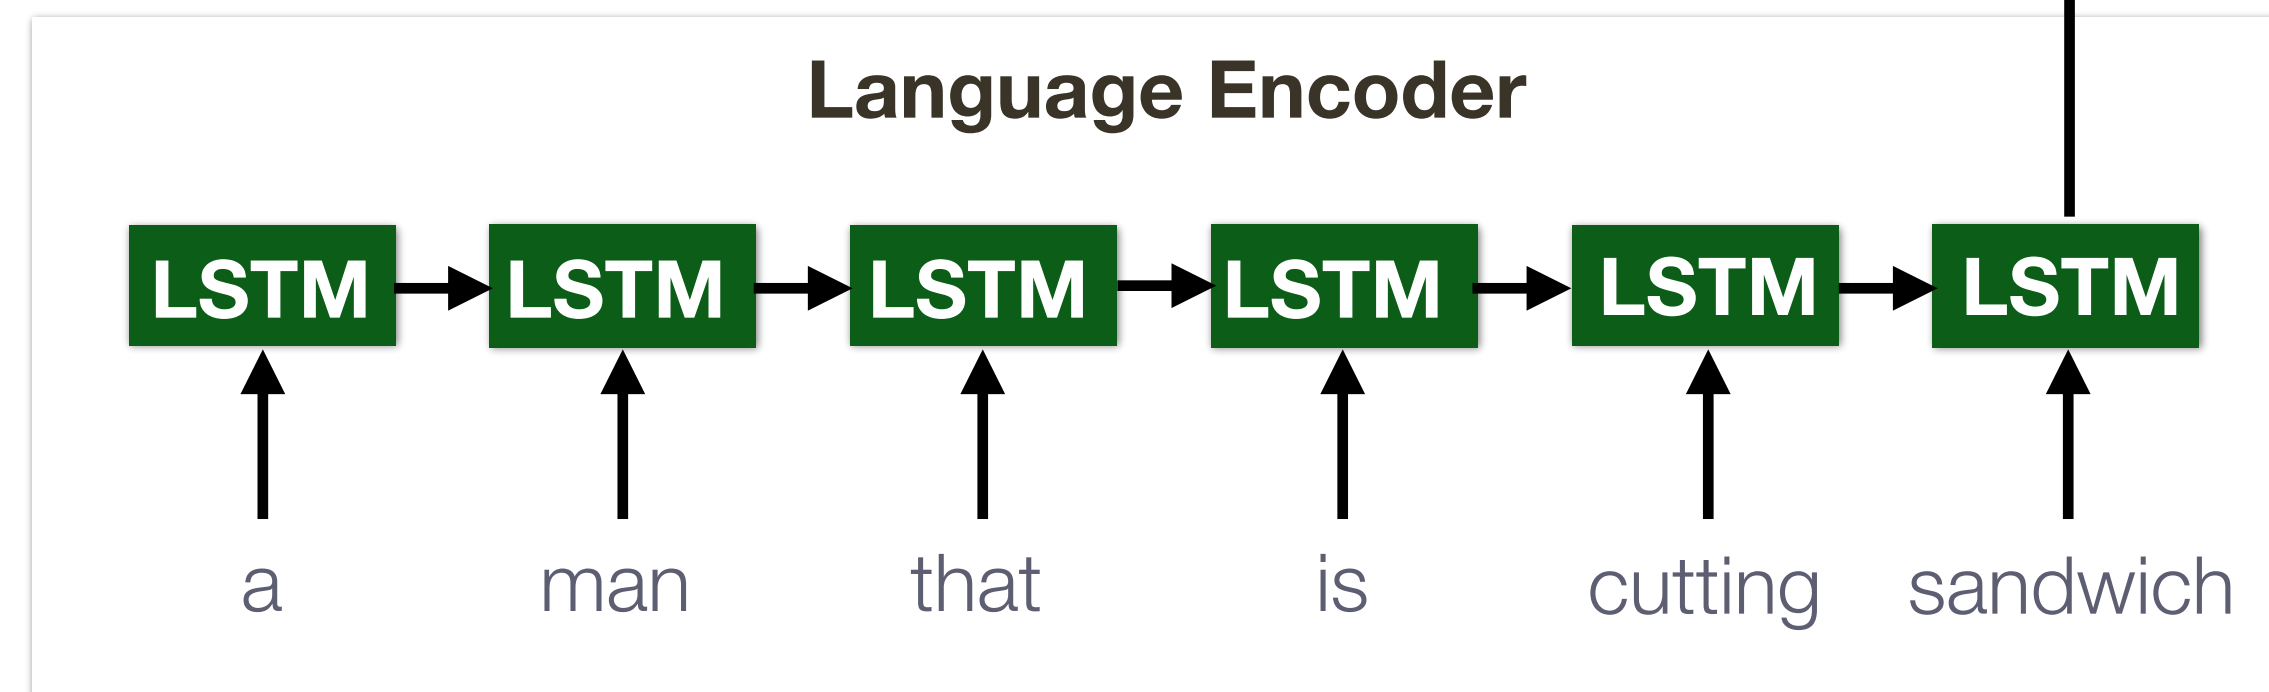 Language Encoder
LSTM LSTM LSTM LSTM LSTM LSTM
a man that is cutting sandwich